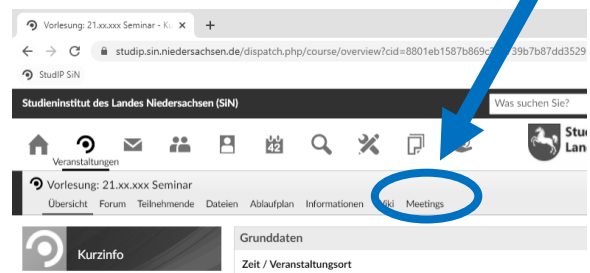 Vorlesung: 21.xx.xxx Seminar - Ku
studip.sin.niedersachsen.de/dispatch.php/course/overview?cid=8801eb1587b869c
39b7b87dd3529
StudIP SiN
Studieninstitut des Landes Niedersachsen (SiN)
Was suchen Sie?
42
Veranstaltungen
Vorlesung: 21.xx.xxx Seminar
Übersicht Forum Teilnehmende Dateien Ablaufplan Informationen Wiki Meetings
Kurzinfo
Grunddaten
Zeit / Veranstaltungsort